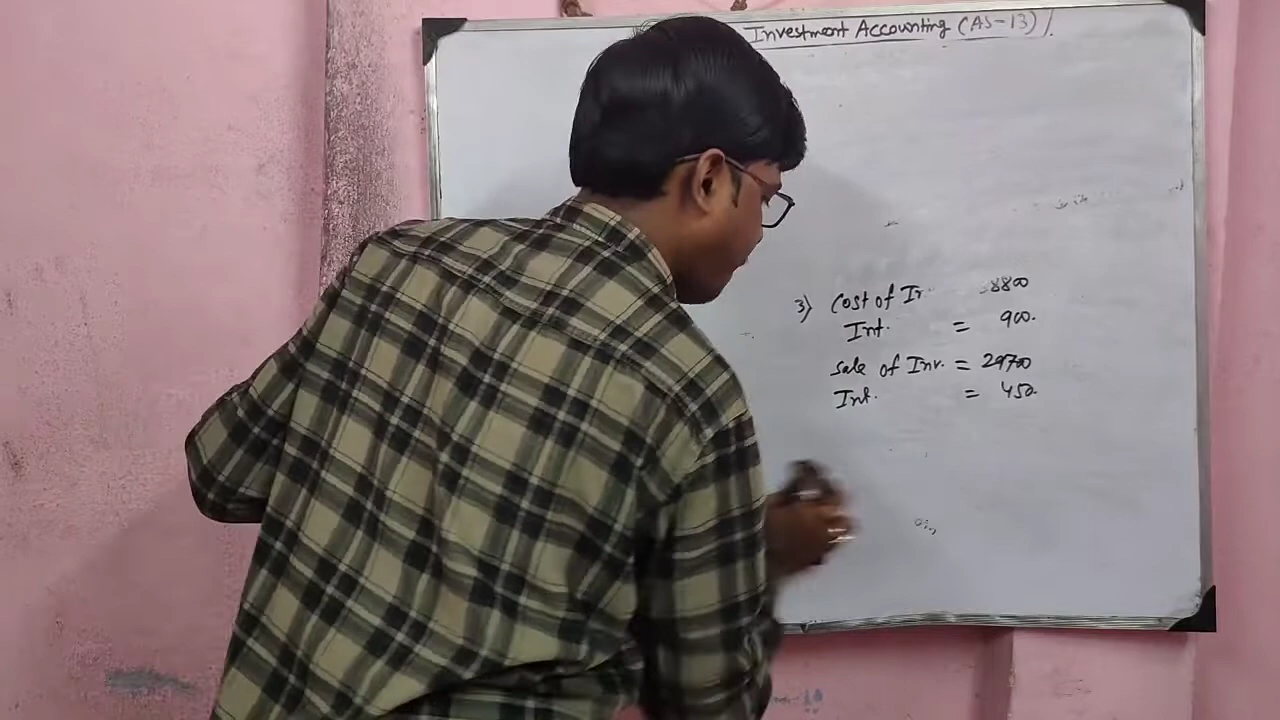 Investment Accounting (AS-13)
3) Cost of In 8800
Int. = 900.
Sale of Inv. = 29700
Int. = 450.